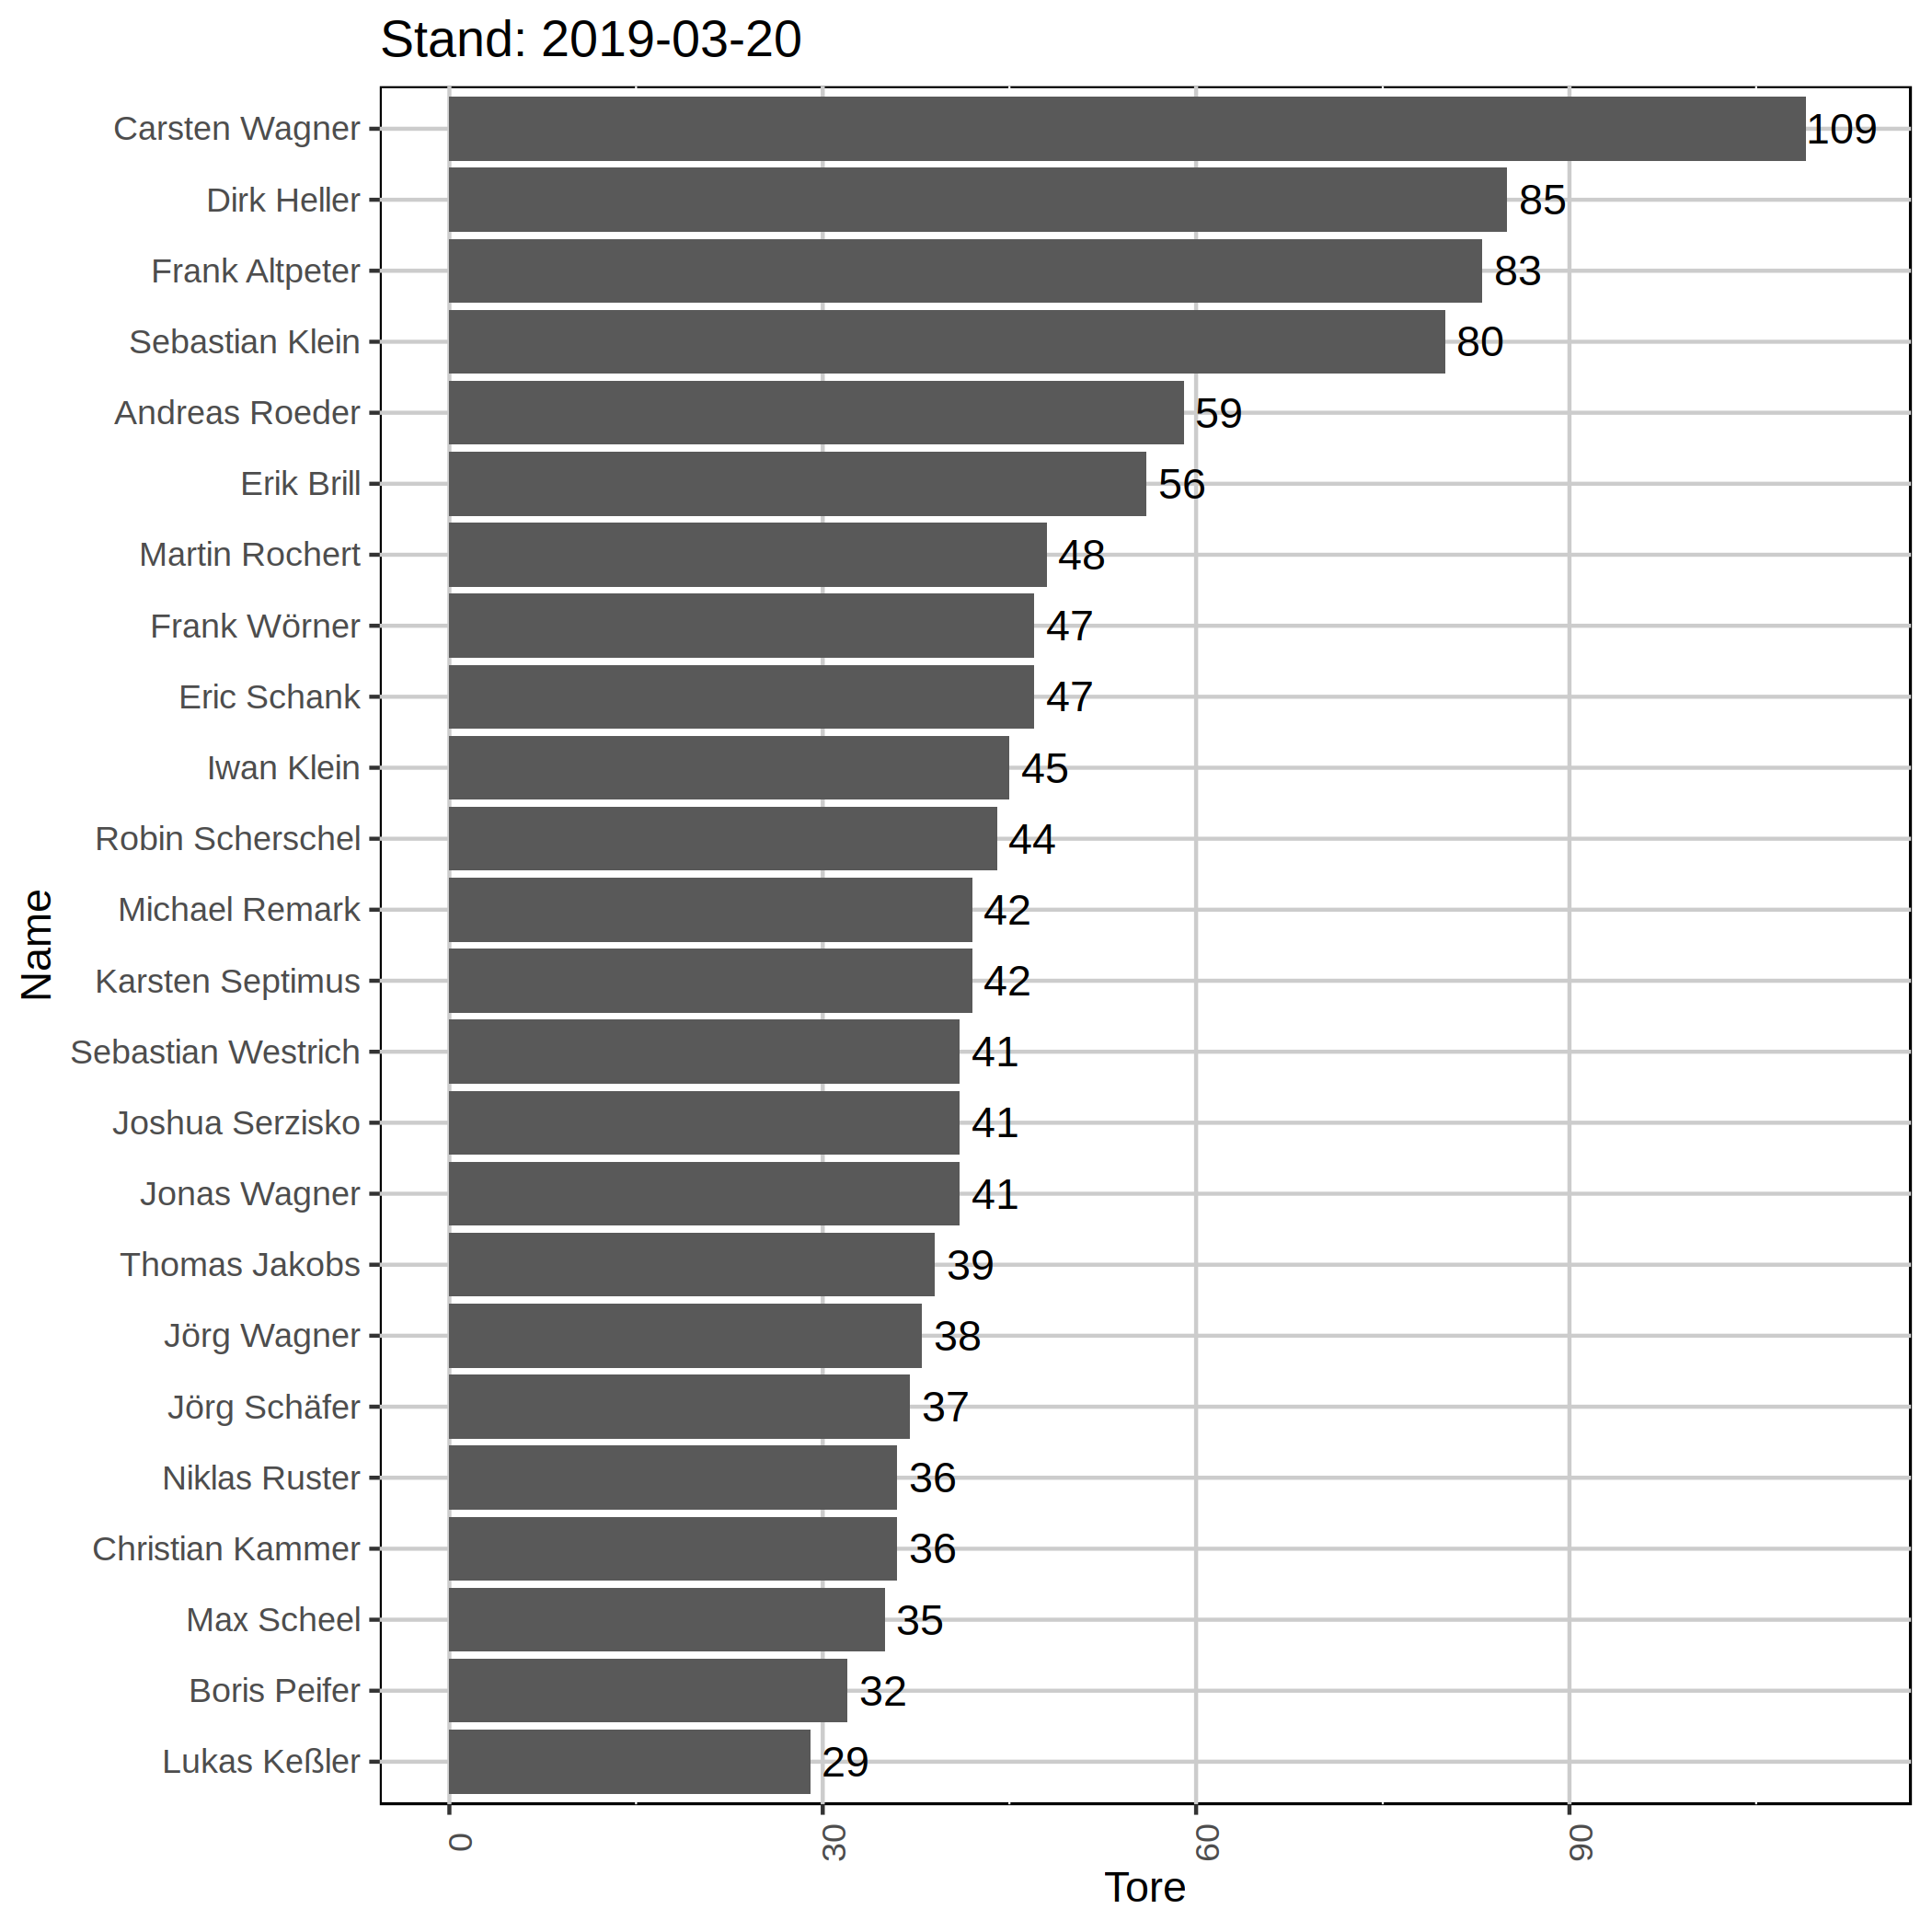 Stand: 2019-03-20
Carsten Wagner 109
Dirk Heller 85
Frank Altpeter 83
Sebastian Klein 80
Andreas Roeder 59
Erik Brill 56
Martin Rochert 48
Frank Wörner 47
Eric Schank 47
Iwan Klein 45
Robin Scherschel 44
Michael Remark 42
Karsten Septimus 42
Sebastian Westrich 41
Joshua Serzisko 41
Jonas Wagner 41
Thomas Jakobs 39
Jörg Wagner 38
Jörg Schäfer 37
Niklas Ruster 36
Christian Kammer 36
Max Scheel 35
Boris Peifer 32
Lukas Keßler 29
Name
0 30 60 90
Tore